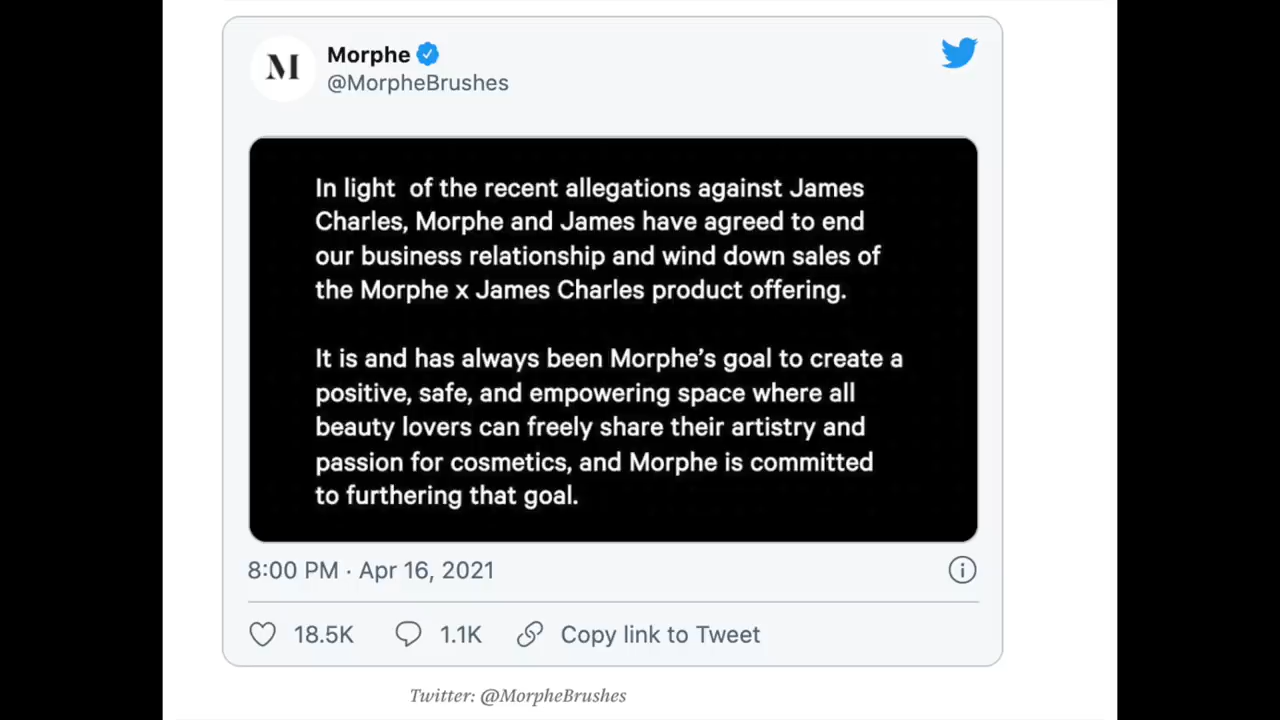 M
Morphe
@MorpheBrushes
In light of the recent allegations against James
Charles, Morphe and James have agreed to end
our business relationship and wind down sales of
the Morphe x James Charles product offering.
It is and has always been Morphe's goal to create a
positive, safe, and empowering space where all
beauty lovers can freely share their artistry and
passion for cosmetics, and Morphe is committed
to furthering that goal.
8:00 PM · Apr 16, 2021
18.5K 1.1K Copy link to Tweet
Twitter: @MorpheBrushes